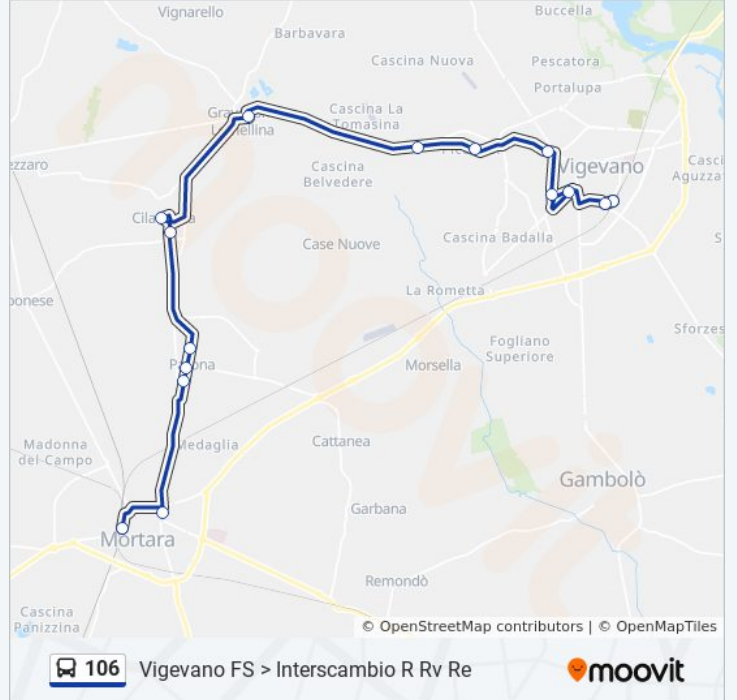 Vignarello
Buccella
Barbavara
Cascina Nuova
Pescatora
Portalupa
Cascina La
Tomasina
ezzaro
Cascina
Belvedere
Vigevano
Casci
Aguzza
Case Nuove
Cascina Badalla
S
bonese
La Rometta
Sforzes
Fogliano
Superiore
Morsella
Madonna
del Campo
Medaglia
Cattanea
Gambolò
Garbana
Mortara
Remondò
Cascina
Panizzina
© OpenStreetMap contributors | © OpenMapTiles
106 Vigevano FS > Interscambio R Rv Re
moovit